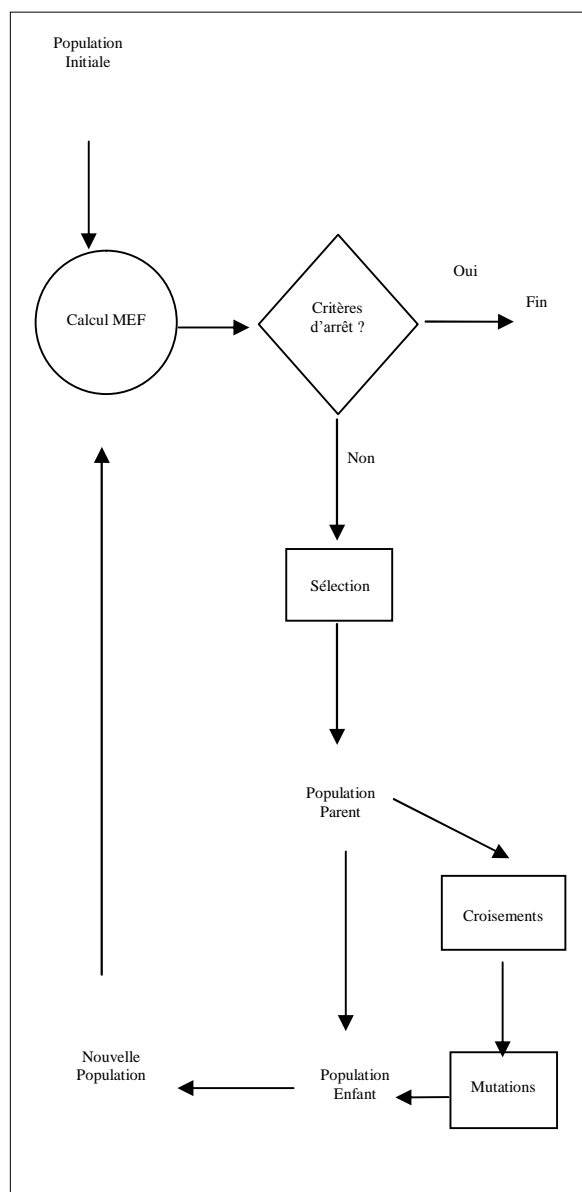 Population
Initiale
Calcul MEF
Critères
d'arrêt ?
Oui
Fin
Non
Sélection
Population
Parent
Croisements
Mutations
Population
Enfant
Nouvelle
Population